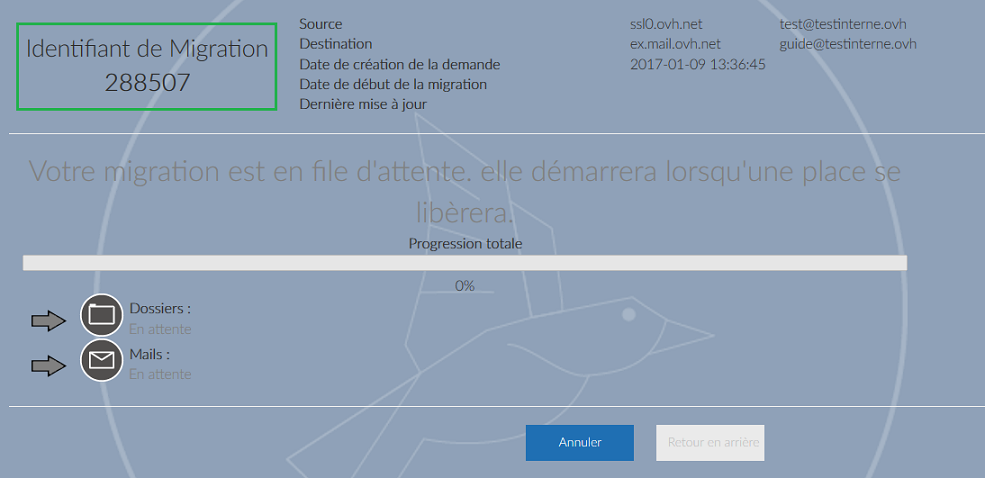 Identifiant de Migration
288507
Source ssl0.ovh.net test@testinterne.ovh
Destination ex.mail.ovh.net guide@testinterne.ovh
Date de création de la demande 2017-01-09 13:36:45
Date de début de la migration
Dernière mise à jour
Votre migration est en file d'attente. elle démarrera lorsqu'une place se
libèrera.
Progression totale
0%
Dossiers :
En attente
Mails :
En attente
Annuler Retour en arrière